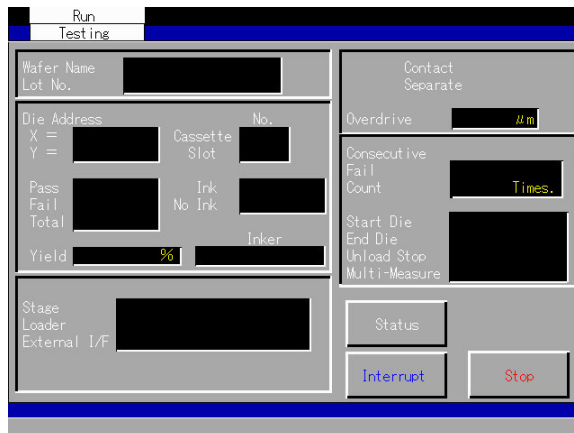 Run
Testing
Wafer Name
Lot No.
Die Address
No.
X =
Cassette
Y =
Slot
Pass
Ink
Fail
No Ink
Total
Inker
Yield
%
Stage
Loader
External I/F
Contact
Separate
Overdrive
μm
Consecutive
Fail
Count
Times.
Start Die
End Die
Unload Stop
Multi-Measure
Status
Interrupt
Stop